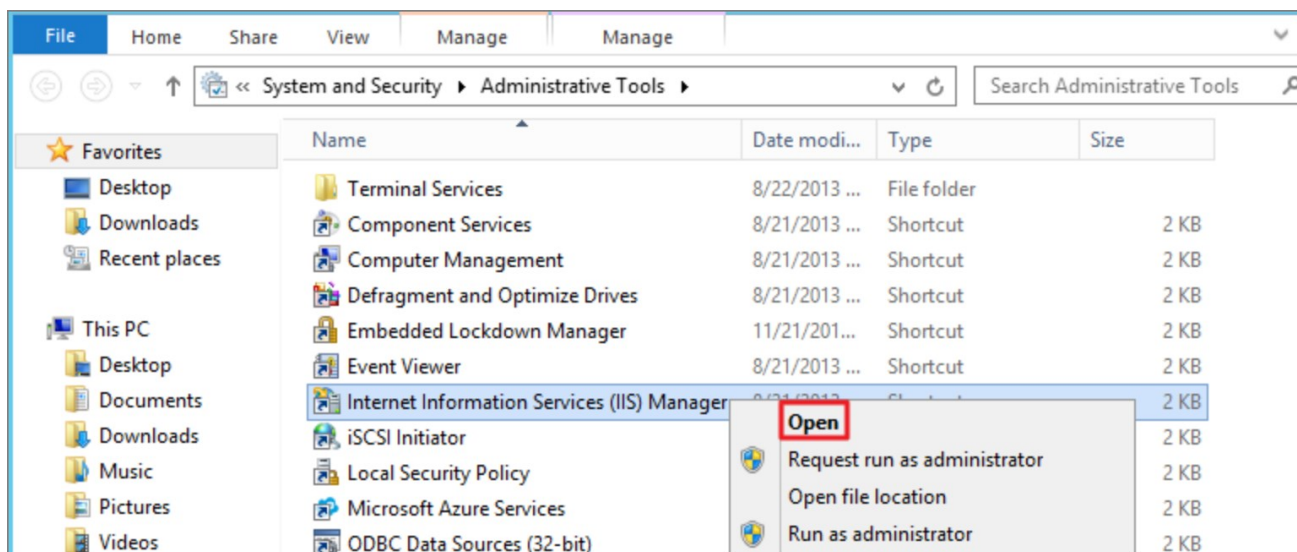 File Home Share View Manage Manage
« System and Security Administrative Tools Search Administrative Tools
Name Date modi... Type Size
Favorites
Desktop
Downloads
Recent places
This PC
Desktop
Documents
Downloads
Music
Pictures
Videos
Terminal Services 8/22/2013 ... File folder
Component Services 8/21/2013 ... Shortcut 2 KB
Computer Management 8/21/2013 ... Shortcut 2 KB
Defragment and Optimize Drives 8/21/2013 ... Shortcut 2 KB
Embedded Lockdown Manager 11/21/201... Shortcut 2 KB
Event Viewer 8/21/2013 ... Shortcut 2 KB
Internet Information Services (IIS) Manager 2 KB
iSCSI Initiator 2 KB
Local Security Policy 2 KB
Microsoft Azure Services 2 KB
ODBC Data Sources (32-bit) 2 KB
Open
Request run as administrator
Open file location
Run as administrator